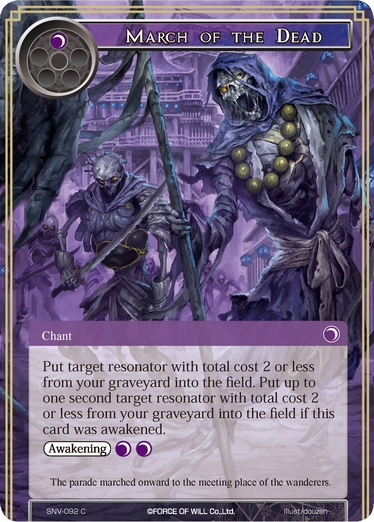 March of the Dead
Chant
Put target resonator with total cost 2 or less
from your graveyard into the field. Put up to
one second target resonator with total cost 2
or less from your graveyard into the field if this
card was awakened.
Awakening
The parade marched onward to the meeting place of the wanderers.
SNV-092 C ©FORCE OF WILL Co.,Ltd. Illust/douzen